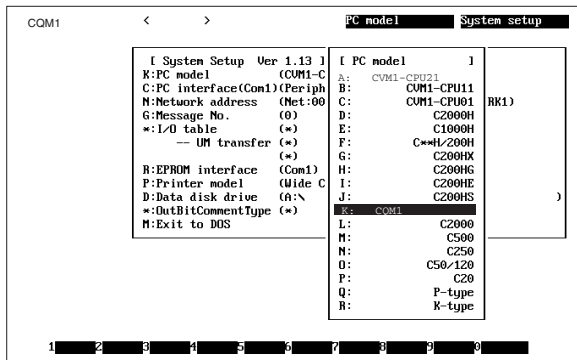 CQM1 < > PC model System setup
[ System Setup Ver 1.13 ]
K:PC model (CVM1-C
C:PC interface(Com1)(Periph
N:Network address (Net:00
G:Message No. (0)
*:I/O table (*)
-- UM transfer (*)
(*)
R:EPROM interface (Com1)
P:Printer model (Wide C
D:Data disk drive (A:\
*:OutBitCommentType (*)
M:Exit to DOS
[ PC model ]
A: CVM1-CPU21
B: CVM1-CPU11
C: CVM1-CPU01
D: C2000H
E: C1000H
F: C**H/200H
G: C200HX
H: C200HG
I: C200HE
J: C200HS
K: CQM1
L: C2000
M: C500
N: C250
O: C50/120
P: C20
Q: P-type
R: K-type
RK1)
)
1 2 3 4 5 6 7 8 9 0